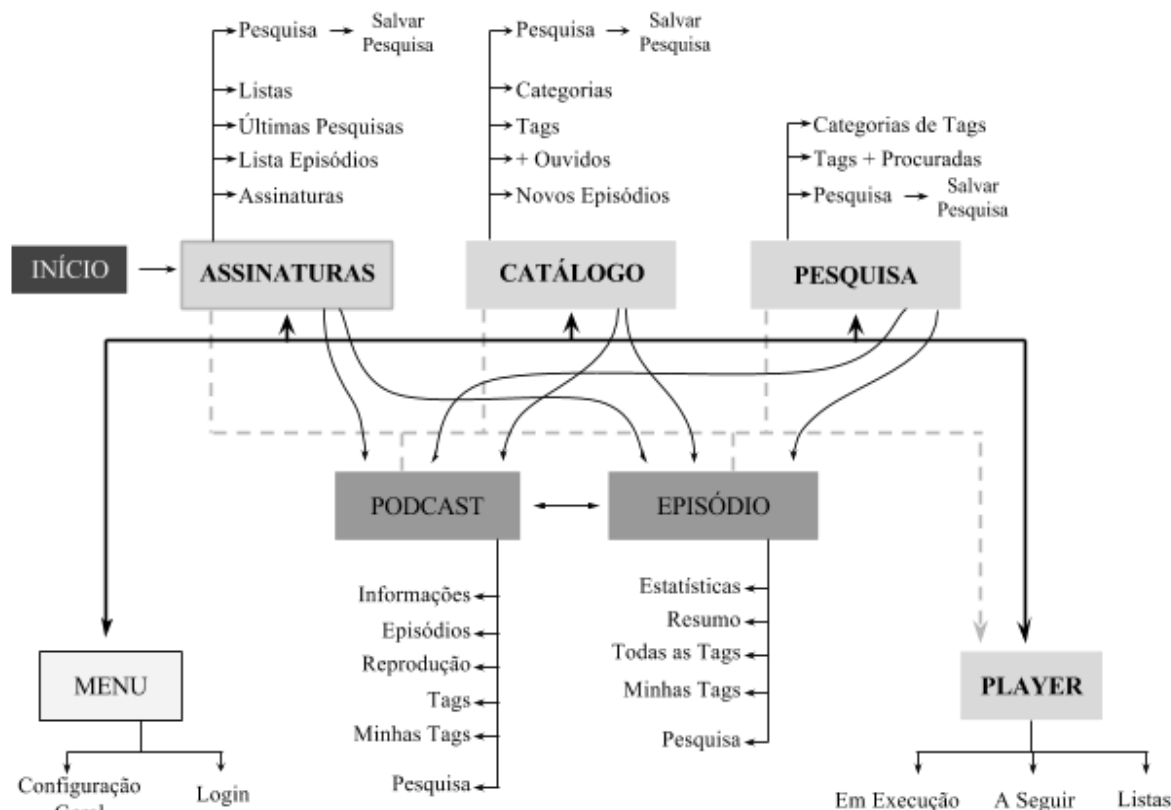 Pesquisa
Salvar
Pesquisa
Listas
Últimas Pesquisas
Lista Episódios
Assinaturas
Pesquisa
Salvar
Pesquisa
Categorias
Tags
+ Ouvidos
Novos Episódios
Categorias de Tags
Tags + Procuradas
Pesquisa
Salvar
Pesquisa
INÍCIO
ASSINATURAS
CATÁLOGO
PESQUISA
PODCAST
EPISÓDIO
Informações
Episódios
Reprodução
Tags
Minhas Tags
Pesquisa
Estatísticas
Resumo
Todas as Tags
Minhas Tags
Pesquisa
MENU
Configuração
Login
PLAYER
Em Execução
A Seguir
Listas